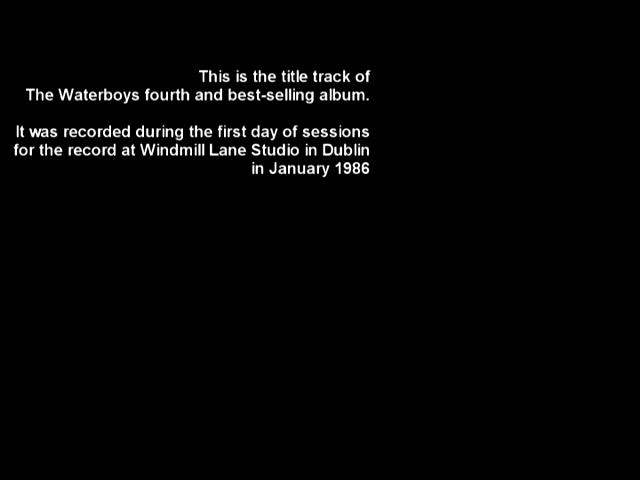 This is the title track of
The Waterboys fourth and best-selling album.
It was recorded during the first day of sessions
for the record at Windmill Lane Studio in Dublin
in January 1986